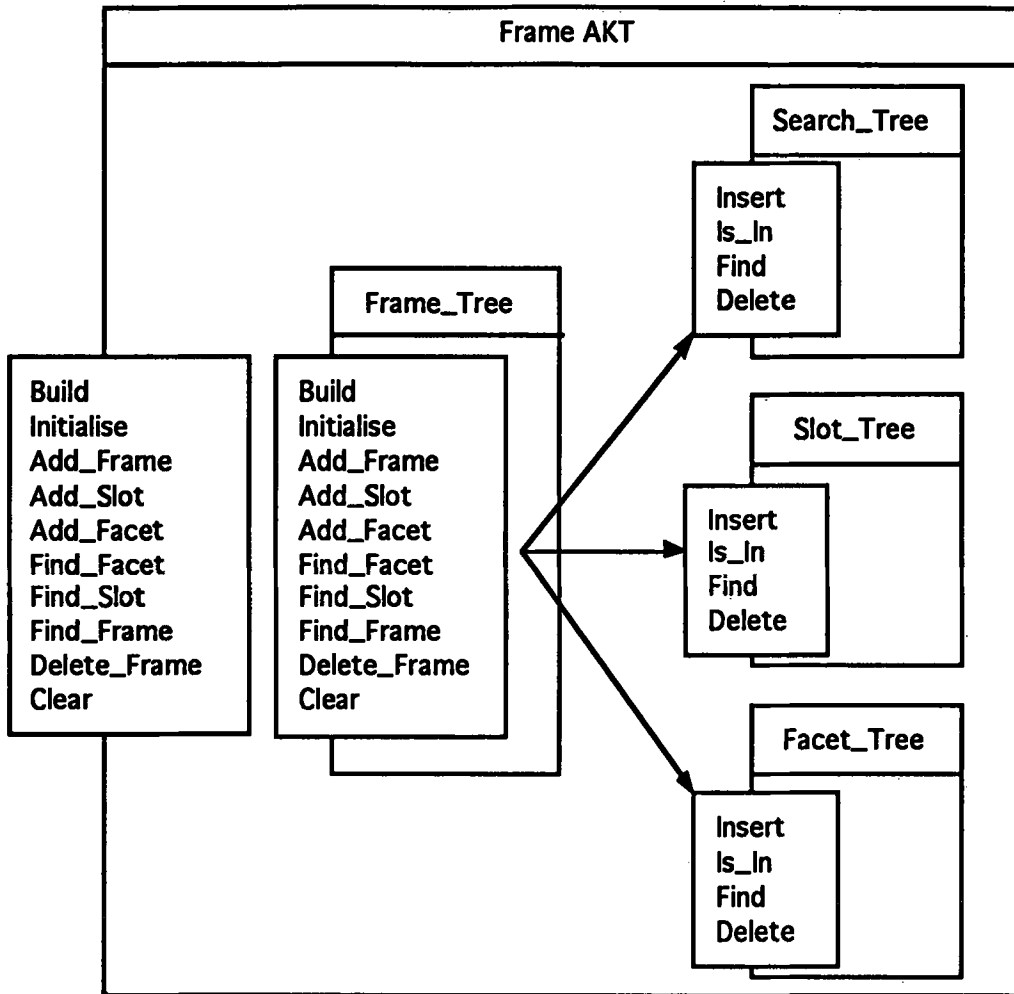 Frame AKT
Build
Initialise
Add_Frame
Add_Slot
Add_Facet
Find_Facet
Find_Slot
Find_Frame
Delete_Frame
Clear
Frame_Tree
Build
Initialise
Add_Frame
Add_Slot
Add_Facet
Find_Facet
Find_Slot
Find_Frame
Delete_Frame
Clear
Search_Tree
Insert
Is_In
Find
Delete
Slot_Tree
Insert
Is_In
Find
Delete
Facet_Tree
Insert
Is_In
Find
Delete